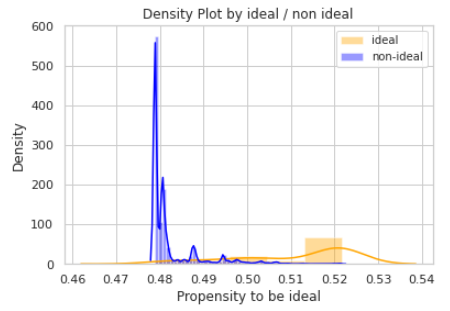 Density Plot by ideal / non ideal
ideal
non-ideal
600
500
400
300
200
100
0
Density
0.46 0.47 0.48 0.49 0.50 0.51 0.52 0.53 0.54
Propensity to be ideal